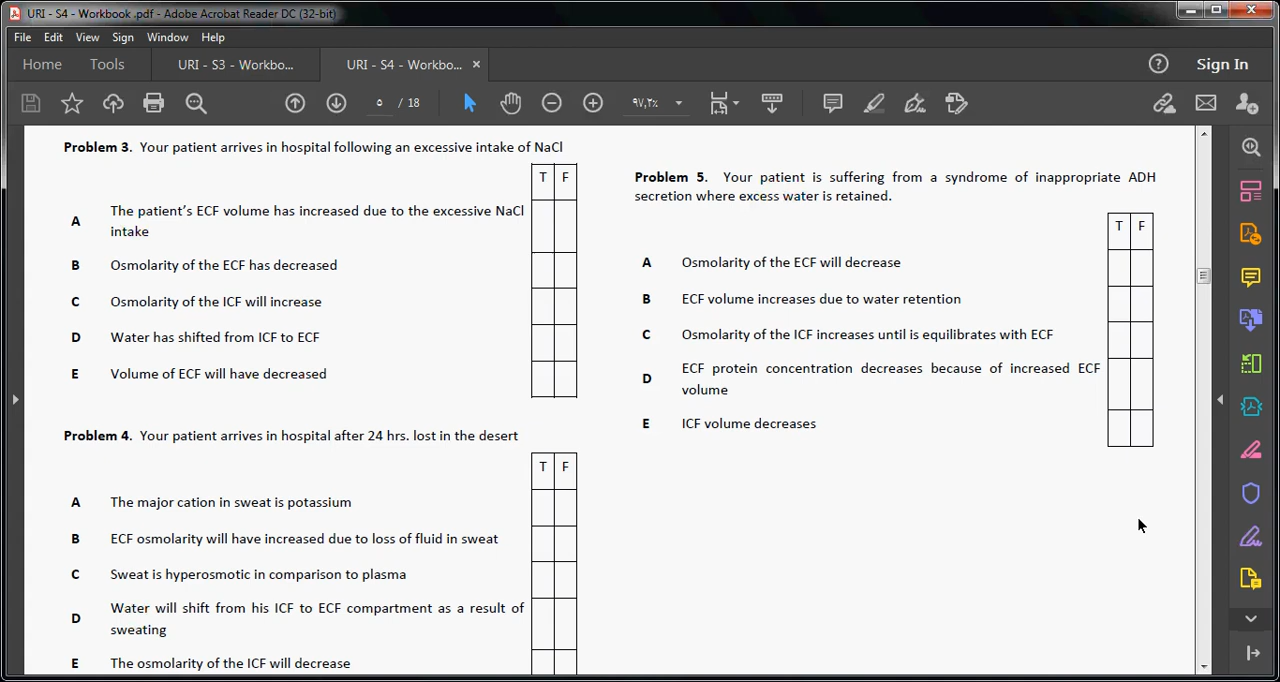 URI - S4 - Workbook .pdf - Adobe Acrobat Reader DC (32-bit)
File Edit View Sign Window Help
Home Tools URI - S3 - Workbo... URI - S4 - Workbo... × Sign In
٥ / 18 ٩٧,٢٪
Problem 3. Your patient arrives in hospital following an excessive intake of NaCl
T F
A The patient's ECF volume has increased due to the excessive NaCl
intake
B Osmolarity of the ECF has decreased
C Osmolarity of the ICF will increase
D Water has shifted from ICF to ECF
E Volume of ECF will have decreased
Problem 4. Your patient arrives in hospital after 24 hrs. lost in the desert
T F
A The major cation in sweat is potassium
B ECF osmolarity will have increased due to loss of fluid in sweat
C Sweat is hyperosmotic in comparison to plasma
D Water will shift from his ICF to ECF compartment as a result of
sweating
E The osmolarity of the ICF will decrease
Problem 5. Your patient is suffering from a syndrome of inappropriate ADH
secretion where excess water is retained.
T F
A Osmolarity of the ECF will decrease
B ECF volume increases due to water retention
C Osmolarity of the ICF increases until is equilibrates with ECF
D ECF protein concentration decreases because of increased ECF
volume
E ICF volume decreases